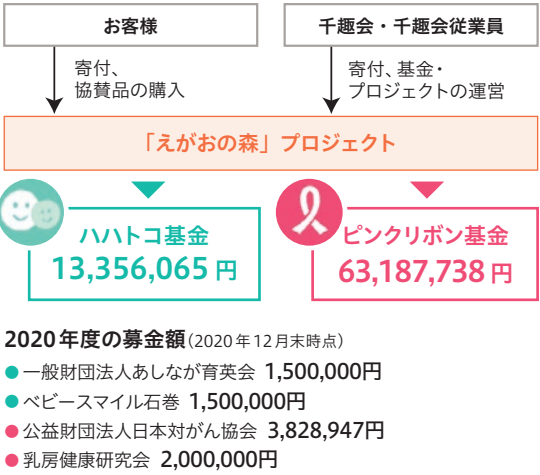 お客様
千趣会・千趣会従業員
寄付、
協賛品の購入
寄付、基金・
プロジェクトの運営
「えがおの森」プロジェクト
ハハトコ基金
13,356,065 円
ピンクリボン基金
63,187,738 円
2020年度の募金額(2020年12月末時点)
●一般財団法人あしなが育英会 1,500,000円
●ベビースマイル石巻 1,500,000円
●公益財団法人日本対がん協会 3,828,947円
●乳房健康研究会 2,000,000円